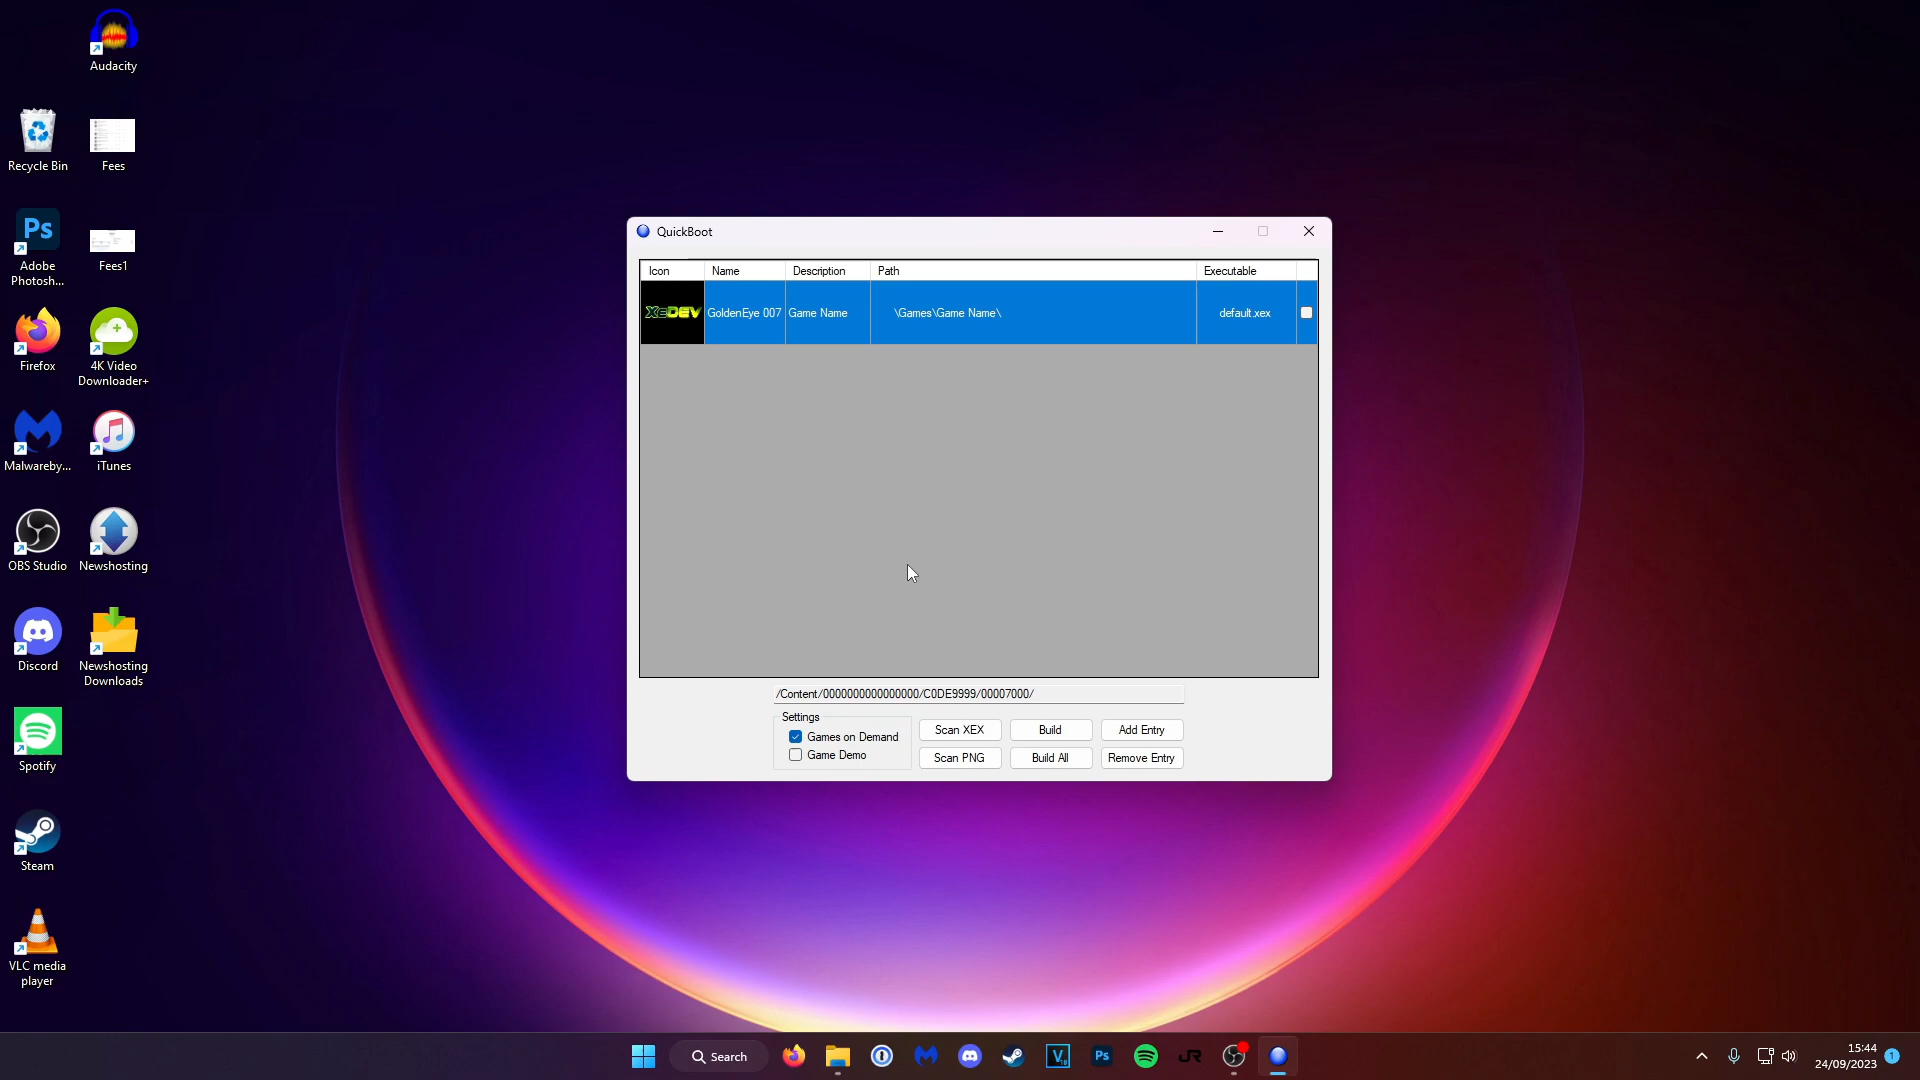 Audacity
Recycle Bin
Fees
Ps
Adobe
Photosh...
Fees1
Firefox
4K Video
Downloader+
Malwareby...
iTunes
OBS Studio
Newshosting
Discord
Newshosting
Downloads
Spotify
Steam
VLC media
player
QuickBoot
Icon Name Description Path Executable
XeDEV GoldenEye 007 Game Name \Games\Game Name\ default.xex
/Content/0000000000000000/C0DE9999/00007000/
Settings
Games on Demand
Game Demo
Scan XEX Build Add Entry
Scan PNG Build All Remove Entry
Search
Ps
JR
15:44
24/09/2023
1